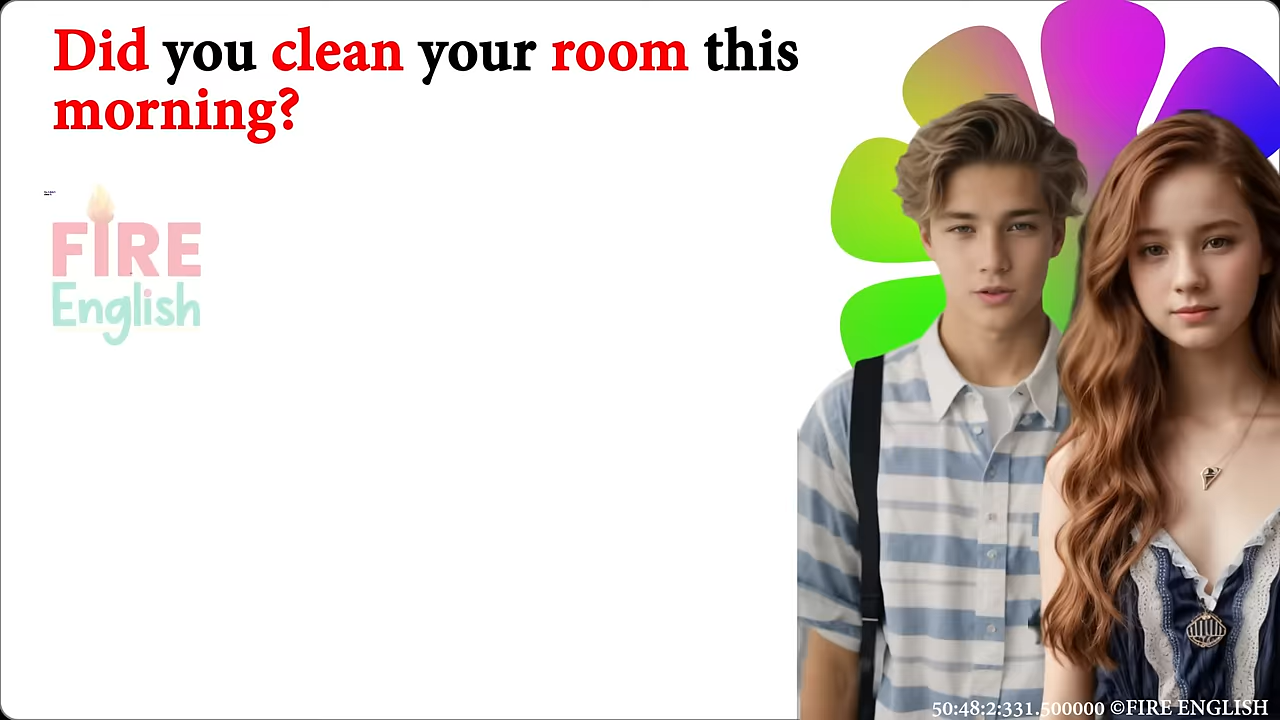 Did you clean your room this
morning?
FIRE
English
50:48:2:331.500000 ©FIRE ENGLISH